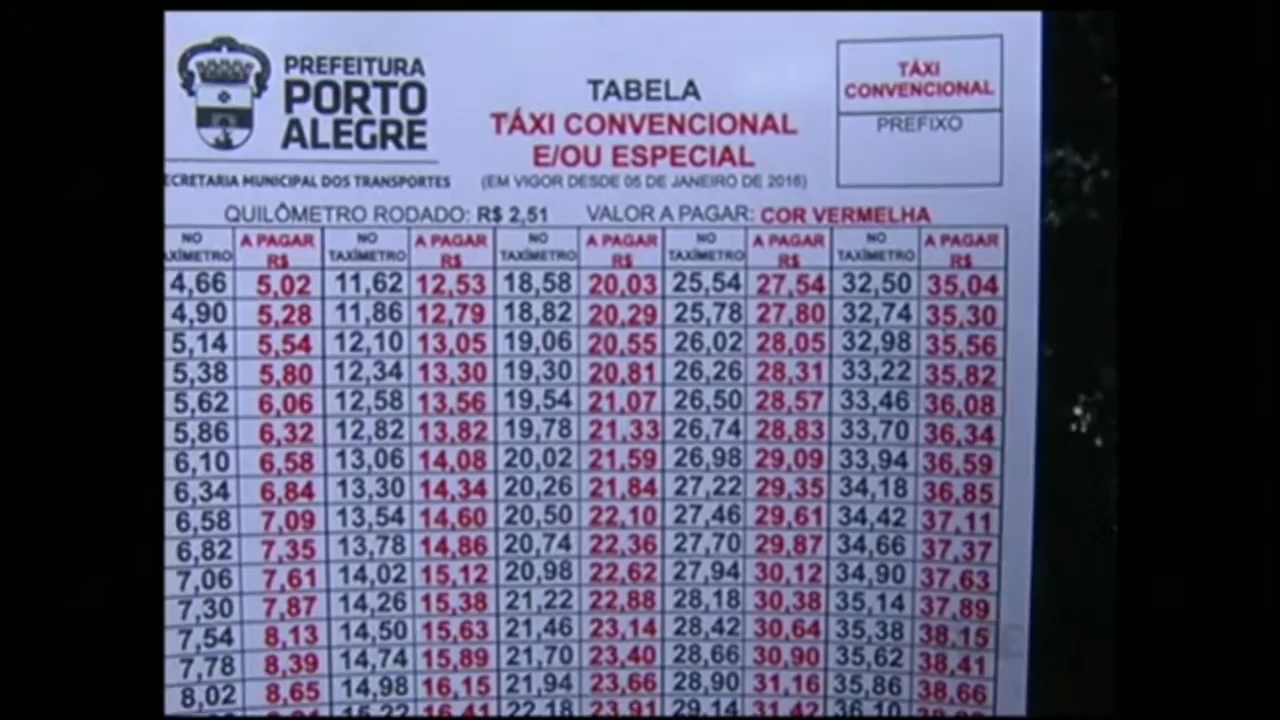 PREFEITURA
PORTO
ALEGRE
SECRETARIA MUNICIPAL DOS TRANSPORTES
TABELA
TÁXI CONVENCIONAL
E/OU ESPECIAL
(EM VIGOR DESDE 05 DE JANEIRO DE 2016)
TÁXI
CONVENCIONAL
PREFIXO
QUILÔMETRO RODADO: R$ 2,51 VALOR A PAGAR: COR VERMELHA
NO A PAGAR NO A PAGAR NO A PAGAR NO A PAGAR NO A PAGAR
TAXÍMETRO R$ TAXÍMETRO R$ TAXÍMETRO R$ TAXÍMETRO R$ TAXÍMETRO R$
4,66 5,02 11,62 12,53 18,58 20,03 25,54 27,54 32,50 35,04
4,90 5,28 11,86 12,79 18,82 20,29 25,78 27,80 32,74 35,30
5,14 5,54 12,10 13,05 19,06 20,55 26,02 28,05 32,98 35,56
5,38 5,80 12,34 13,30 19,30 20,81 26,26 28,31 33,22 35,82
5,62 6,06 12,58 13,56 19,54 21,07 26,50 28,57 33,46 36,08
5,86 6,32 12,82 13,82 19,78 21,33 26,74 28,83 33,70 36,34
6,10 6,58 13,06 14,08 20,02 21,59 26,98 29,09 33,94 36,59
6,34 6,84 13,30 14,34 20,26 21,84 27,22 29,35 34,18 36,85
6,58 7,09 13,54 14,60 20,50 22,10 27,46 29,61 34,42 37,11
6,82 7,35 13,78 14,86 20,74 22,36 27,70 29,87 34,66 37,37
7,06 7,61 14,02 15,12 20,98 22,62 27,94 30,12 34,90 37,63
7,30 7,87 14,26 15,38 21,22 22,88 28,18 30,38 35,14 37,89
7,54 8,13 14,50 15,63 21,46 23,14 28,42 30,64 35,38 38,15
7,78 8,39 14,74 15,89 21,70 23,40 28,66 30,90 35,62 38,41
8,02 8,65 14,98 16,15 21,94 23,66 28,90 31,16 35,86 38,66
15,22 16,41 22,18 23,91 29,14 31,42 36,10